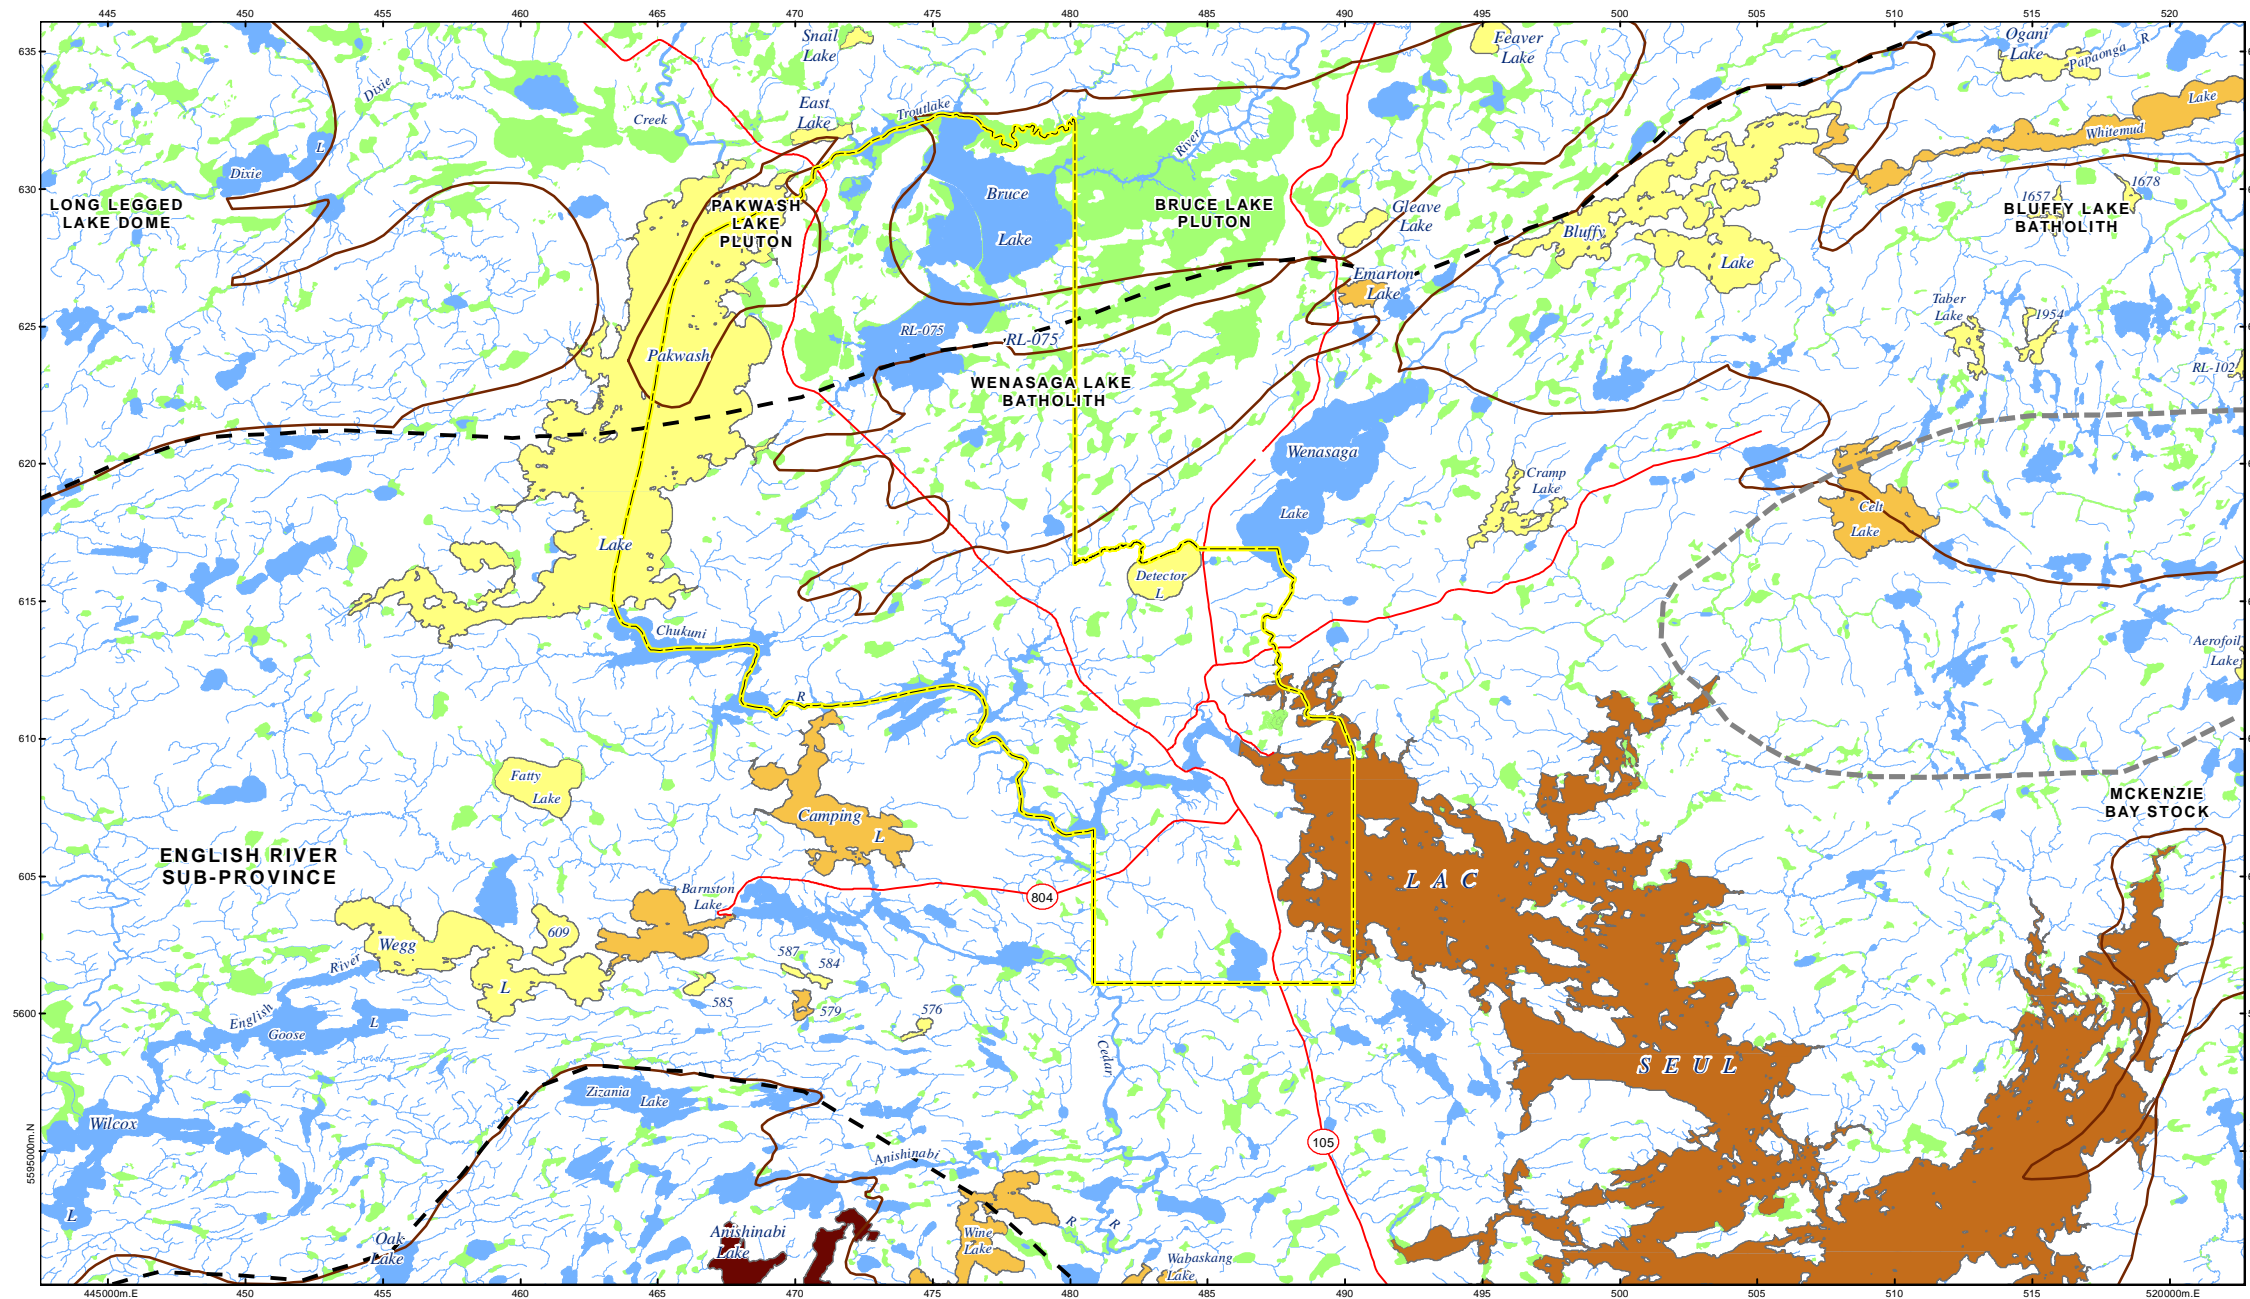 445
450
455
460
465
470
475
480
485
490
495
500
505
510
515
520
635
630
625
620
615
610
605
5600
5595000m.N
445000m.E
450
455
460
465
470
475
480
485
490
495
500
505
510
515
520000m.E
Snail
Lake
Feaver
Lake
Ogani
Lake
Papaonga R
Dixie
Creek
East
Lake
Troutlake
River
Lake
Whitemud
L
Dixie
LONG LEGGED
LAKE DOME
PAKWASH
LAKE
PLUTON
Bruce
Lake
BRUCE LAKE
PLUTON
Gleave
Lake
Bluffy
Lake
1657
1678
BLUFFY LAKE
BATHOLITH
Emarton
Lake
Taber
Lake
1954
RL-102
RL-075
RL-075
Pakwash
Lake
WENASAGA LAKE
BATHOLITH
Wenasaga
Lake
Cramp
Lake
Celt
Lake
Detector
L
Chukuni
R
Aerofoil
Lake
Fatty
Lake
Camping
L
MCKENZIE
BAY STOCK
ENGLISH RIVER
SUB-PROVINCE
Barnston
Lake
804
LAC
SEUL
Wegg
L
609
587
584
585
579
576
River
English
Goose
L
Cedar
Zizania
Lake
Wilcox
L
105
Anishinabi
R
R
Oak
Lake
Anishinabi
Lake
Wine
Lake
Wabaskang
Lake